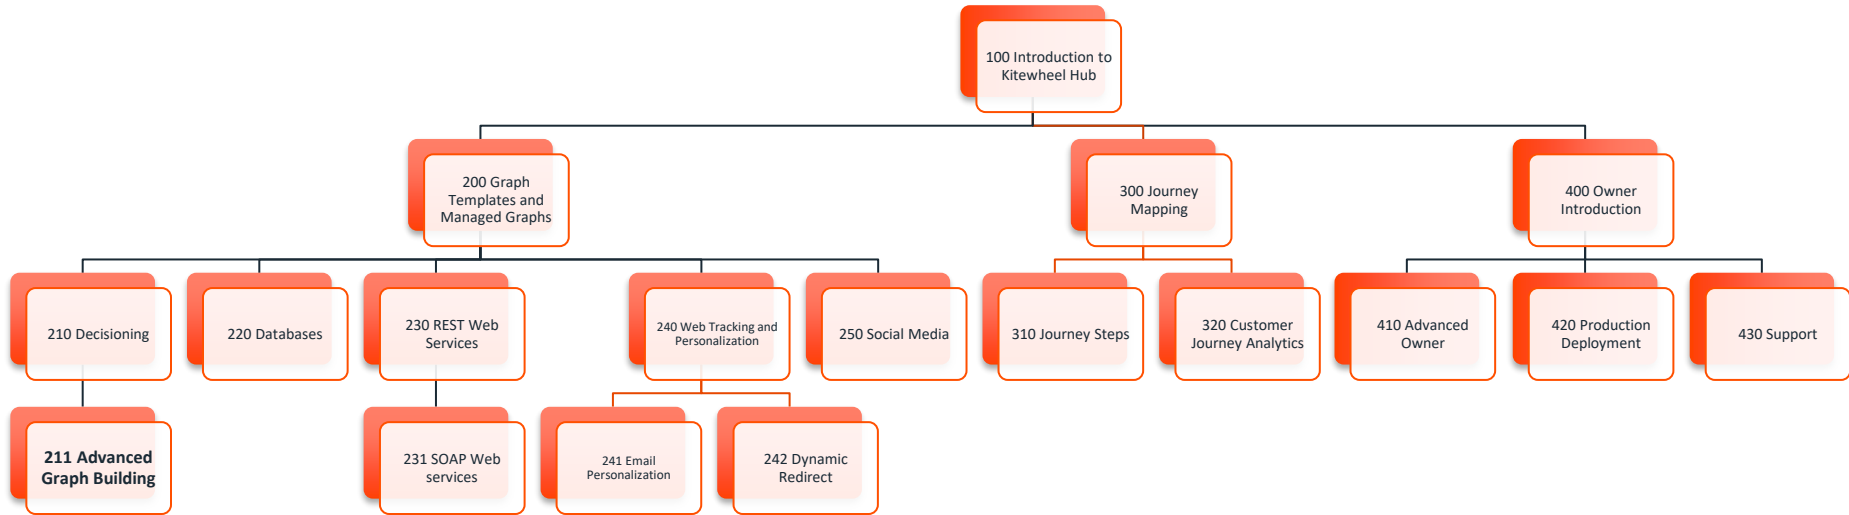 100 Introduction to
Kitewheel Hub
200 Graph
Templates and
Managed Graphs
300 Journey
Mapping
400 Owner
Introduction
210 Decisioning
220 Databases
230 REST Web
Services
240 Web Tracking and
Personalization
250 Social Media
310 Journey Steps
320 Customer
Journey Analytics
410 Advanced
Owner
420 Production
Deployment
430 Support
211 Advanced
Graph Building
231 SOAP Web
services
241 Email
Personalization
242 Dynamic
Redirect